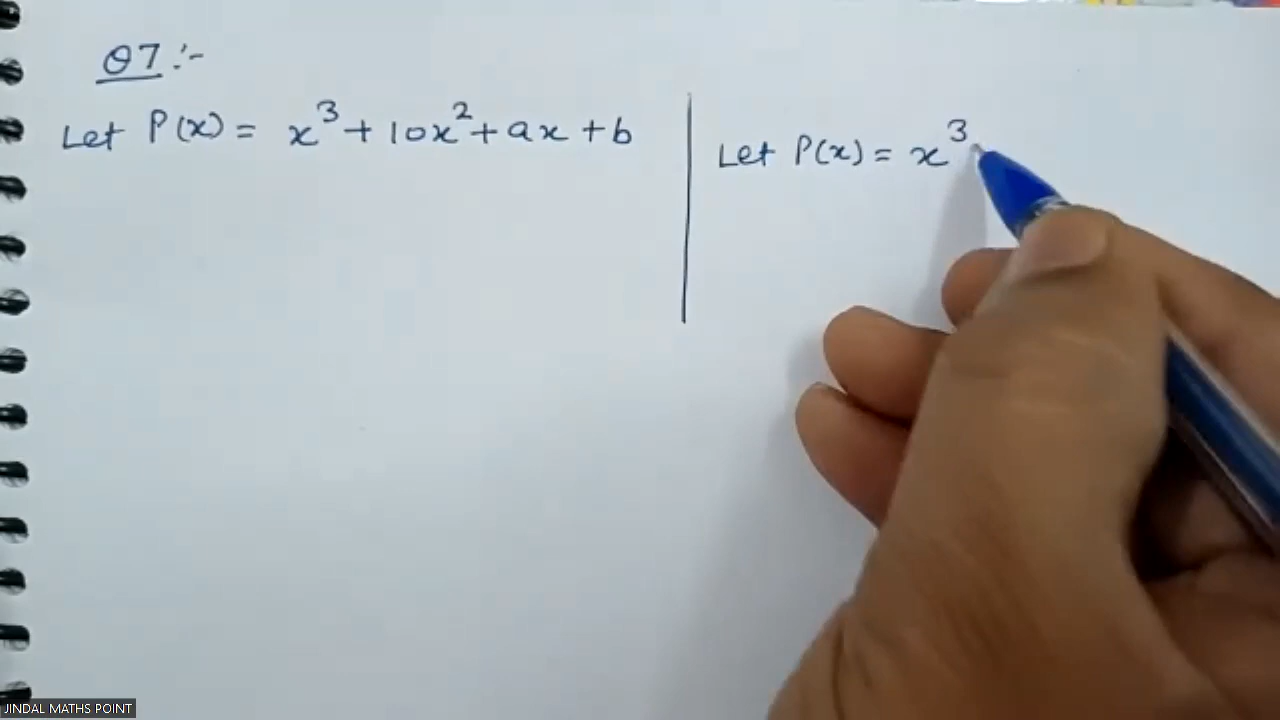 Q7:-
Let P(x) = x³ + 10x² + ax + b
Let P(x) = x³
JINDAL MATHS POINT